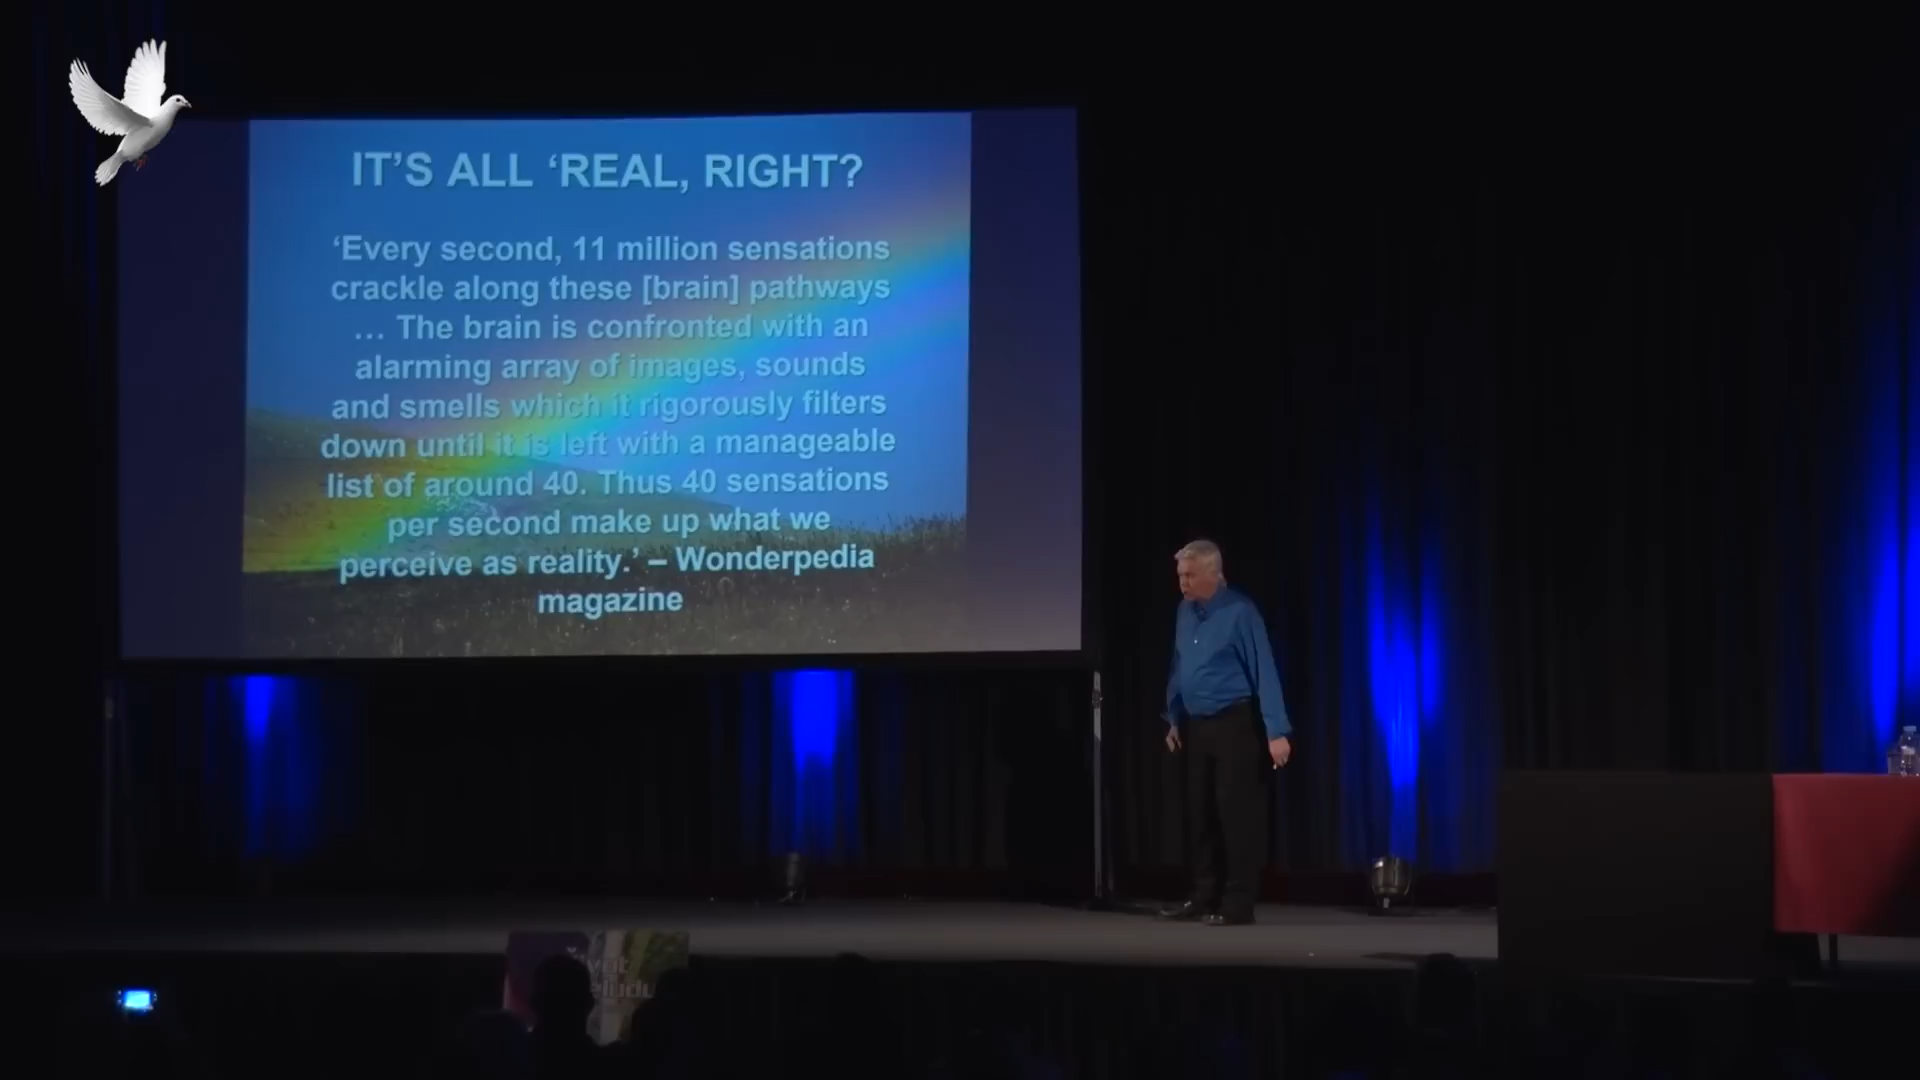 IT'S ALL ‘REAL, RIGHT?
‘Every second, 11 million sensations
crackle along these [brain] pathways
… The brain is confronted with an
alarming array of images, sounds
and smells which it rigorously filters
down until it is left with a manageable
list of around 40. Thus 40 sensations
per second make up what we
perceive as reality.’ – Wonderpedia
magazine